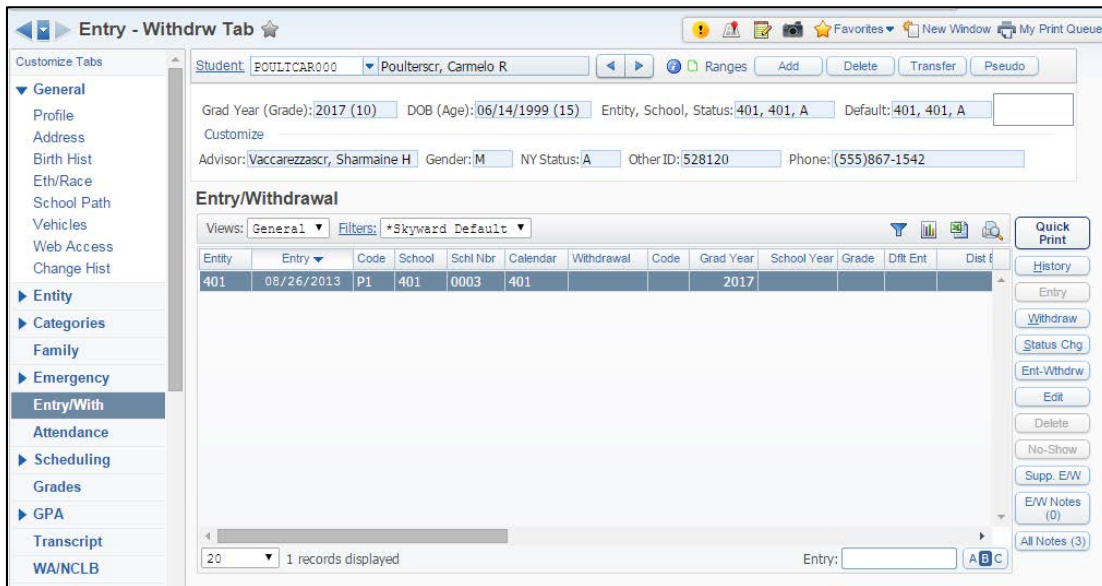 Entry - Withdrw Tab
Favorites New Window My Print Queue
Customize Tabs
General
Profile
Address
Birth Hist
Eth/Race
School Path
Vehicles
Web Access
Change Hist
Entity
Categories
Family
Emergency
Entry/With
Attendance
Scheduling
Grades
GPA
Transcript
WA/NCLB
Student: POULTCAR000 Poulterscr, Carmelo R Ranges Add Delete Transfer Pseudo
Grad Year (Grade): 2017 (10) DOB (Age): 06/14/1999 (15) Entity, School, Status: 401, 401, A Default: 401, 401, A
Customize
Advisor: Vaccarezzascr, Sharmaine H Gender: M NY Status: A Other ID: 528120 Phone: (555)867-1542
Entry/Withdrawal
Views: General Filters: *Skyward Default
Entity Entry Code School Schl Nbr Calendar Withdrawal Code Grad Year School Year Grade Dflt Ent Dist
401 08/26/2013 P1 401 0003 401 2017
20 1 records displayed Entry: A B C
Quick
Print
History
Entry
Withdraw
Status Chg
Ent-Wthdrw
Edit
Delete
No-Show
Supp. E/W
E/W Notes
(0)
All Notes (3)